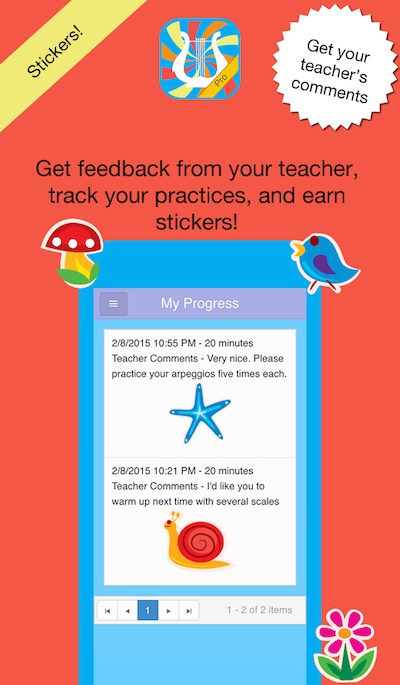 Stickers!
Pro
Get your
teacher's
comments
Get feedback from your teacher,
track your practices, and earn
stickers!
My Progress
2/8/2015 10:55 PM - 20 minutes
Teacher Comments - Very nice. Please
practice your arpeggios five times each.
2/8/2015 10:21 PM - 20 minutes
Teacher Comments - I'd like you to
warm up next time with several scales
1
1 - 2 of 2 items